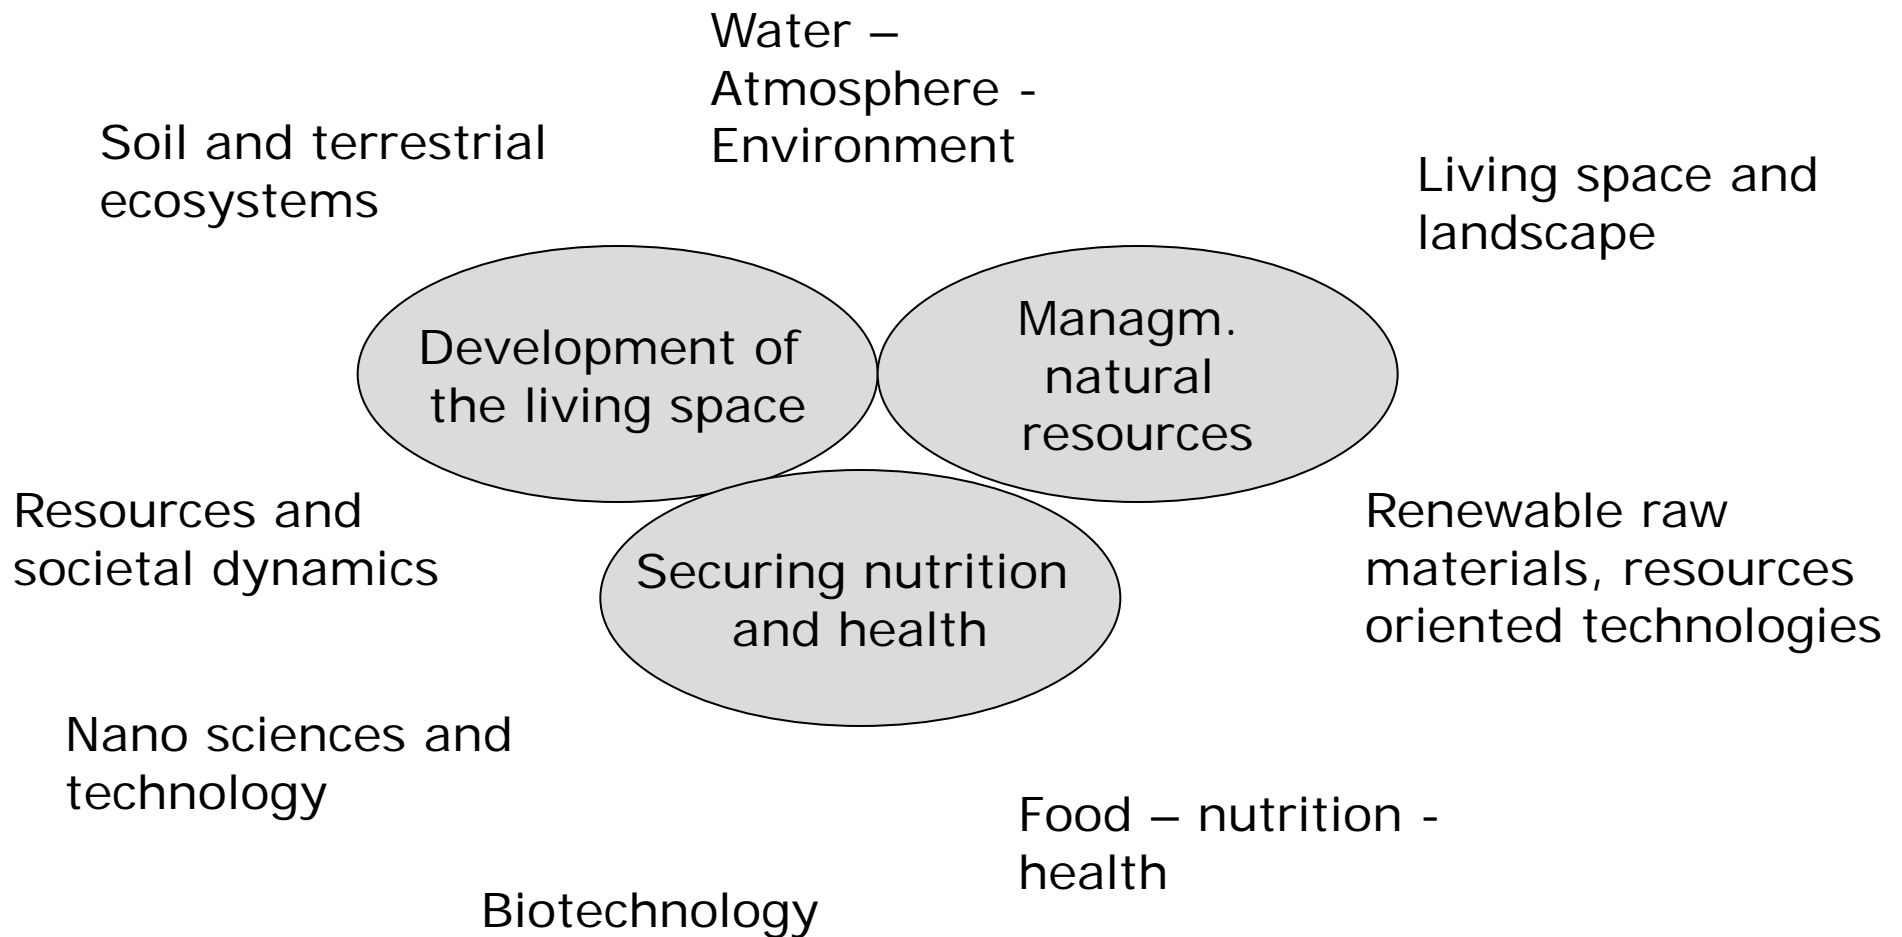 Water –
Atmosphere -
Environment
Soil and terrestrial
ecosystems
Living space and
landscape
Development of
the living space
Managm.
natural
resources
Resources and
societal dynamics
Securing nutrition
and health
Renewable raw
materials, resources
oriented technologies
Nano sciences and
technology
Food – nutrition -
health
Biotechnology